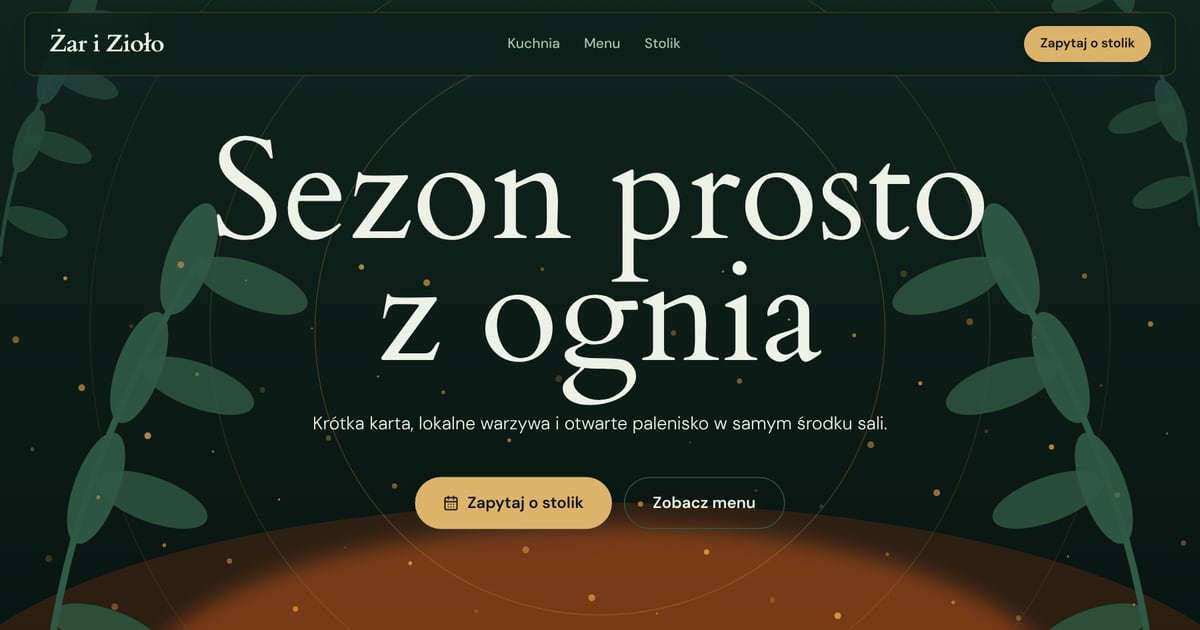 Żar i Zioło
Kuchnia Menu Stolik
Zapytaj o stolik
Sezon prosto
z ognia
Krótka karta, lokalne warzywa i otwarte palenisko w samym środku sali.
Zapytaj o stolik
Zobacz menu